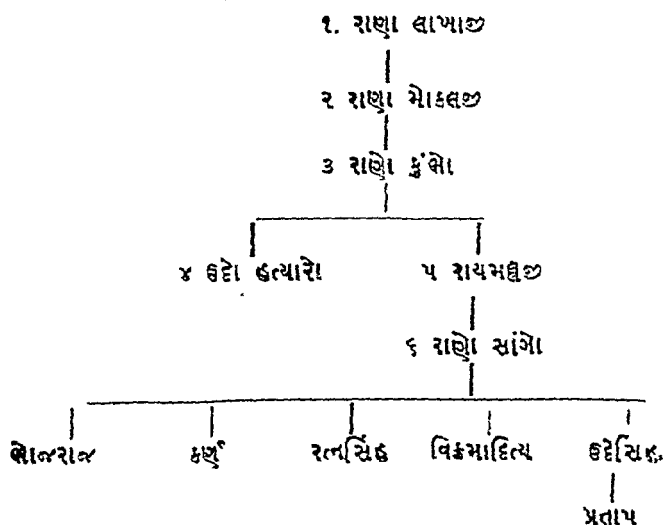 ૧. રાણા લાખાજી
૨ રાણા મોકલજી
૩ રાણો કુંભો
૪ ઉદો હત્યારો ૫ રાયમલ્લજી
૬ રાણો સાંગો
ભોજરાજ કર્ણ રત્નસિંહ વિક્રમાદિત્ય ઉદેસિંહ.
પ્રતાપ